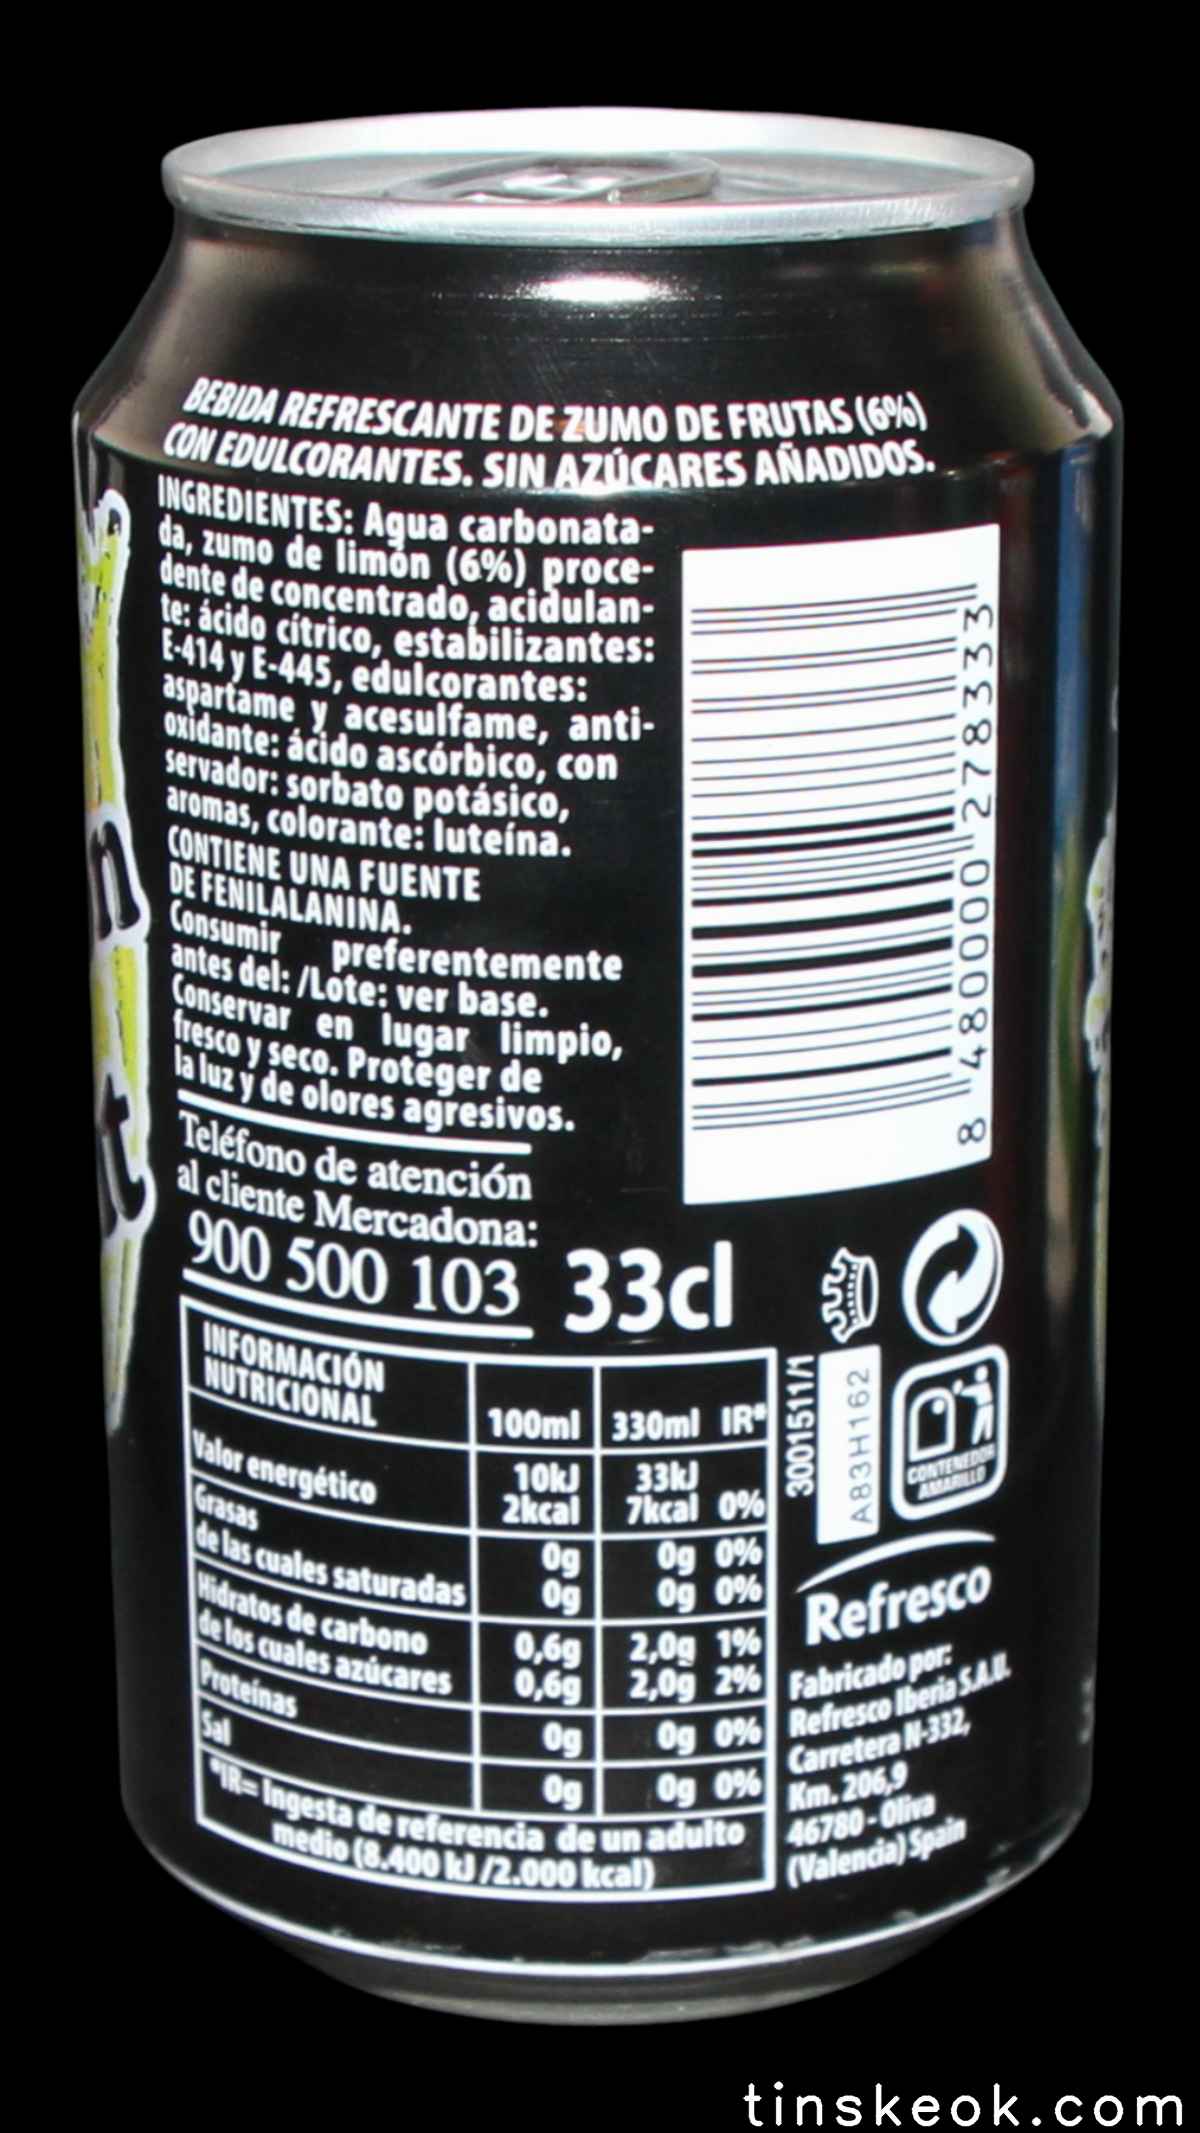 BEBIDA REFRESCANTE DE ZUMO DE FRUTAS (6%)
CON EDULCORANTES. SIN AZÚCARES AÑADIDOS.
INGREDIENTES: Agua carbonata-
da, zumo de limón (6%) proce-
dente de concentrado, acidulan-
te: ácido cítrico, estabilizantes:
E-414 y E-445, edulcorantes:
aspartame y acesulfame, anti-
oxidante: ácido ascórbico, con
servador: sorbato potásico,
aromas, colorante: luteína.
CONTIENE UNA FUENTE
DE FENILALANINA.
Consumir preferentemente
antes del: /Lote: ver base.
Conservar en lugar limpio,
fresco y seco. Proteger de
la luz y de olores agresivos.
Teléfono de atención
al cliente Mercadona:
900 500 103
33cl
8 480000 278333
INFORMACIÓN
NUTRICIONAL
100ml 330ml IR*
Valor energético 10kJ 33kJ
2kcal 7kcal 0%
Grasas 0g 0g 0%
de las cuales saturadas 0g 0g 0%
Hidratos de carbono 0,6g 2,0g 1%
de los cuales azúcares 0,6g 2,0g 2%
Proteínas 0g 0g 0%
Sal 0g 0g 0%
*IR= Ingesta de referencia de un adulto
medio (8.400 kJ /2.000 kcal)
3001511/1
A83H162
CONTENEDOR
AMARILLO
Refresco
Fabricado por:
Refresco Iberia S.A.U.
Carretera N-332,
Km. 206,9
46780 - Oliva
(Valencia) Spain
tinskeok.com